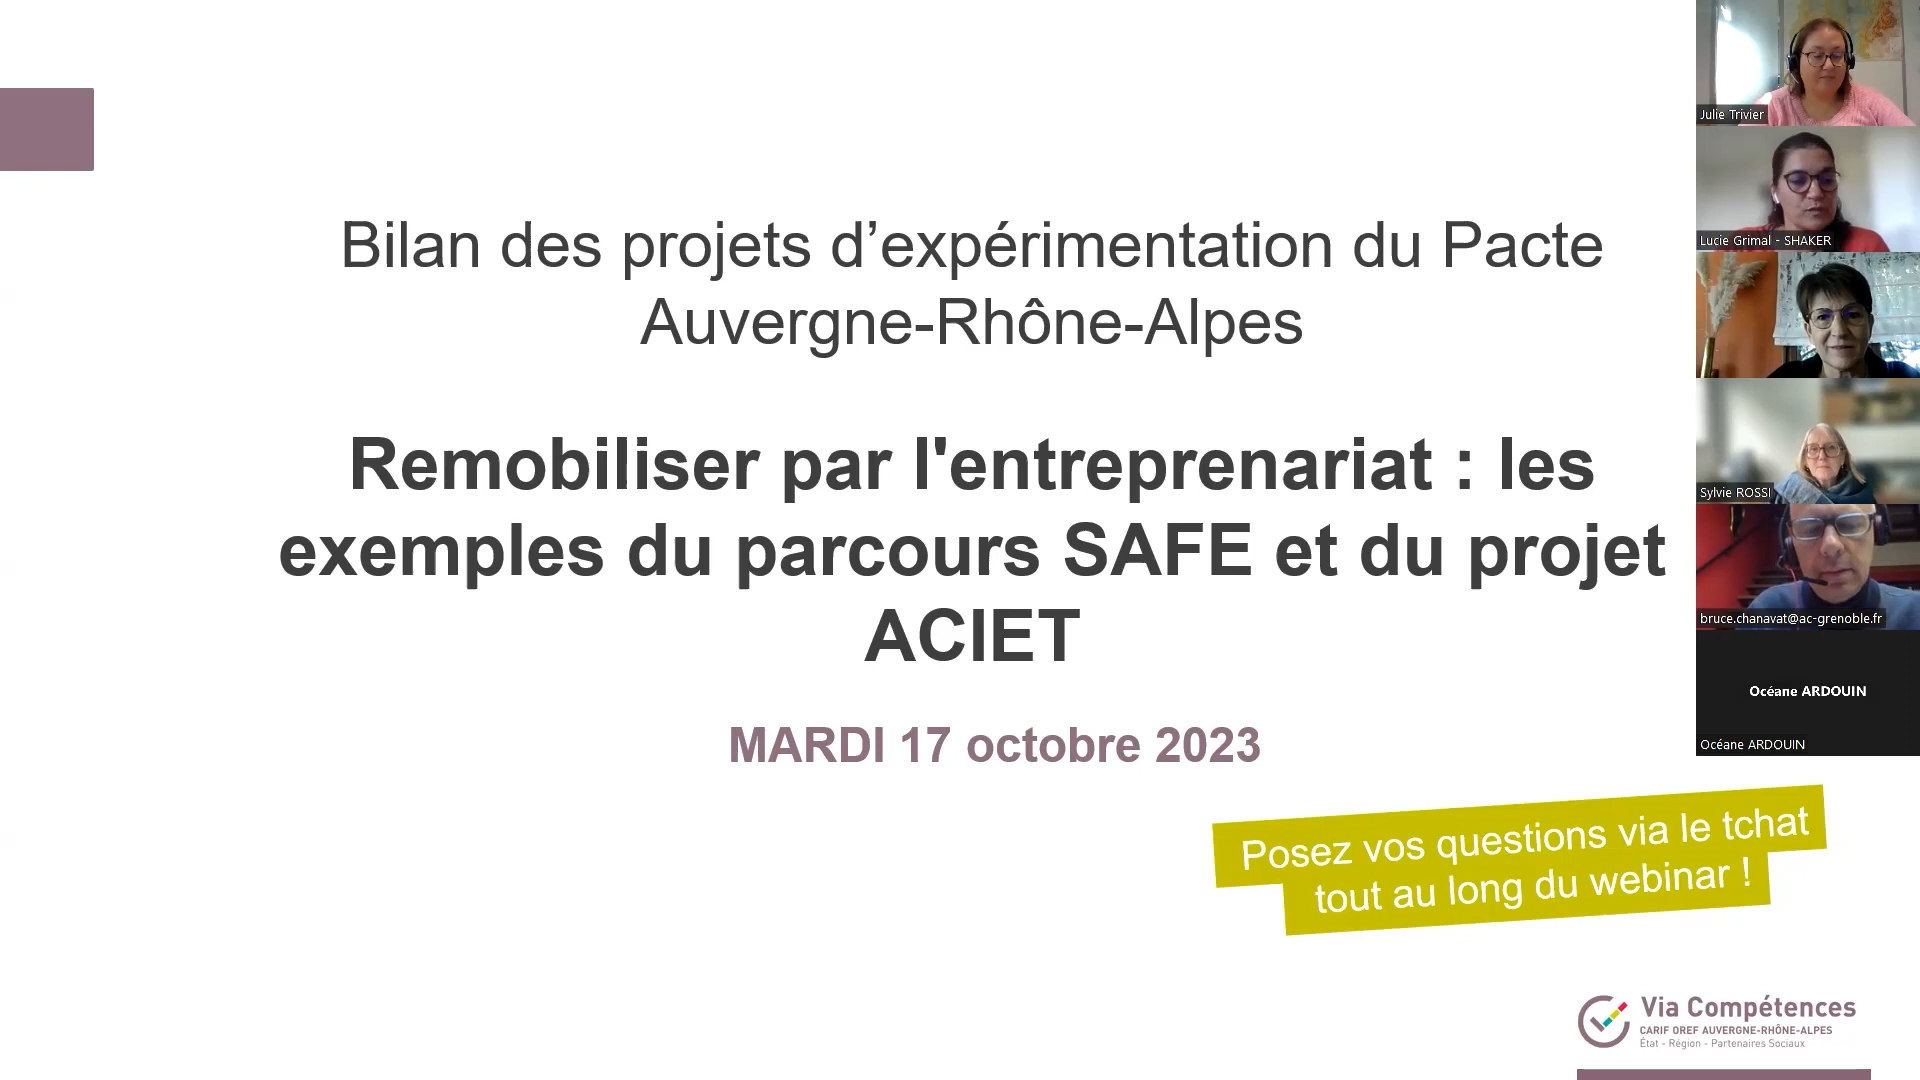 Bilan des projets d’expérimentation du Pacte
Auvergne-Rhône-Alpes
Remobiliser par l'entreprenariat : les
exemples du parcours SAFE et du projet
ACIET
MARDI 17 octobre 2023
Posez vos questions via le tchat
tout au long du webinar !
Via Compétences
CARIF OREF AUVERGNE-RHÔNE-ALPES
État - Région - Partenaires Sociaux
Julie Trivier
Lucie Grimal - SHAKER
Sylvie ROSSI
bruce.chanavat@ac-grenoble.fr
Océane ARDOUIN
Océane ARDOUIN